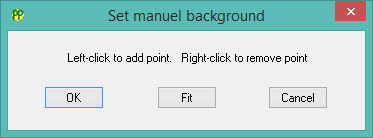 Set manuel background
Left-click to add point. Right-click to remove point
OK Fit Cancel